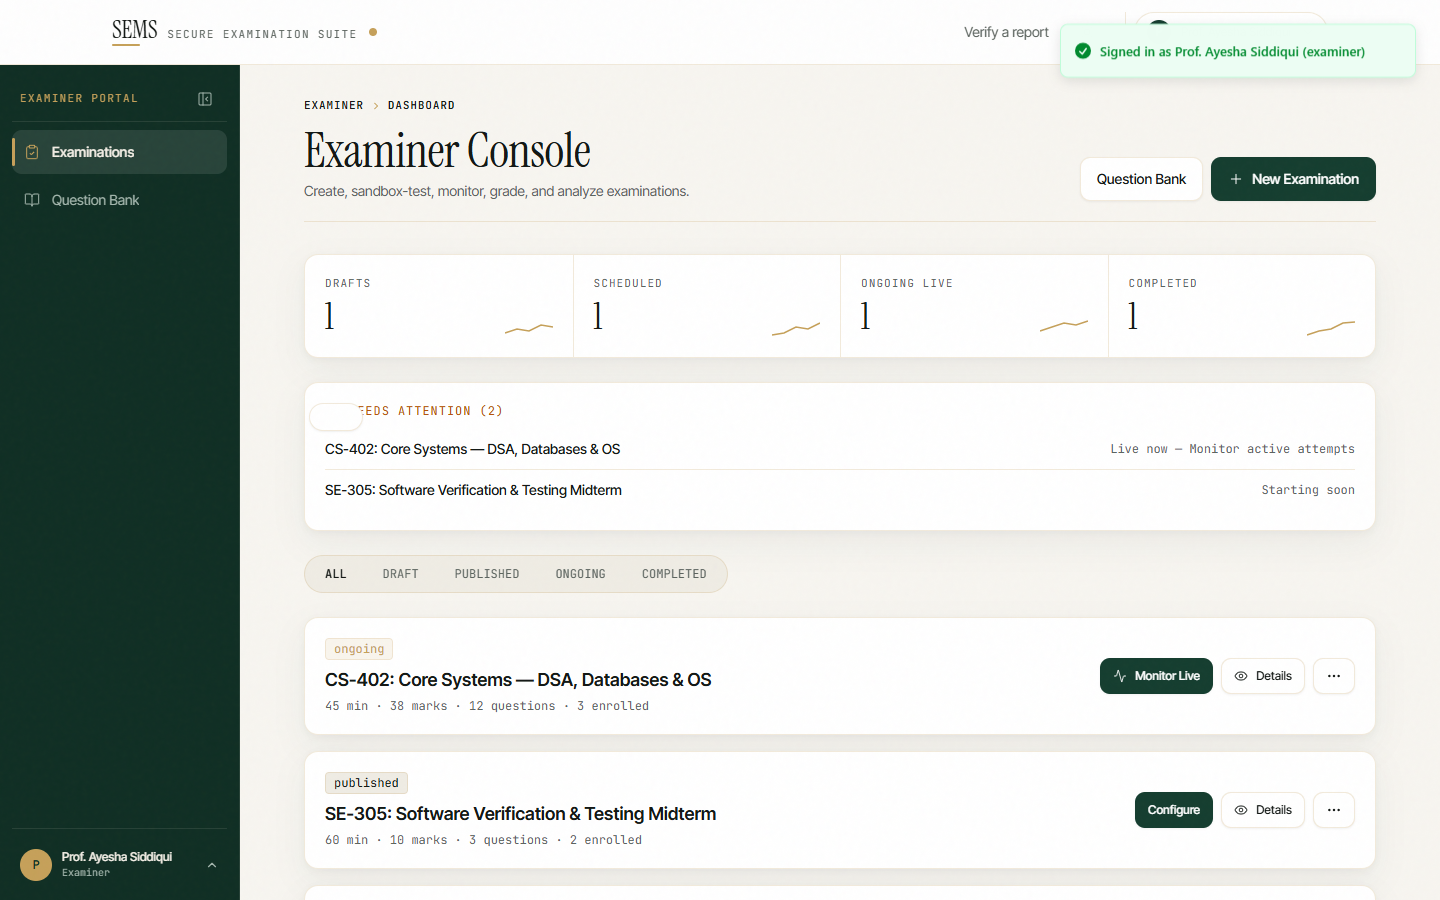 SEMS SECURE EXAMINATION SUITE
Verify a report
Signed in as Prof. Ayesha Siddiqui (examiner)
EXAMINER PORTAL
Examinations
Question Bank
EXAMINER › DASHBOARD
Examiner Console
Create, sandbox-test, monitor, grade, and analyze examinations.
Question Bank
+ New Examination
DRAFTS
1
SCHEDULED
1
ONGOING LIVE
1
COMPLETED
1
EEDS ATTENTION (2)
CS-402: Core Systems — DSA, Databases & OS
Live now — Monitor active attempts
SE-305: Software Verification & Testing Midterm
Starting soon
ALL DRAFT PUBLISHED ONGOING COMPLETED
ongoing
CS-402: Core Systems — DSA, Databases & OS
45 min · 38 marks · 12 questions · 3 enrolled
Monitor Live
Details
published
SE-305: Software Verification & Testing Midterm
60 min · 10 marks · 3 questions · 2 enrolled
Configure
Details
P
Prof. Ayesha Siddiqui
Examiner